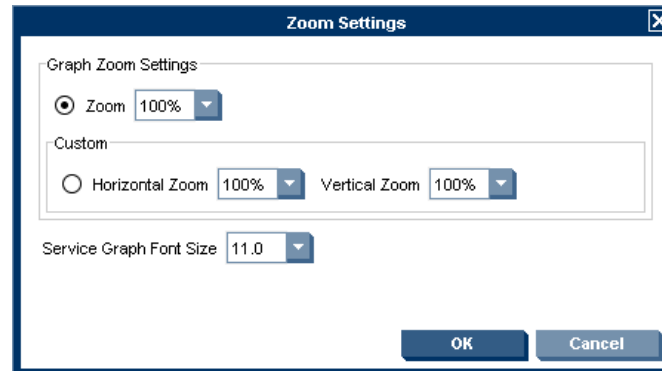 Zoom Settings
Graph Zoom Settings
Zoom 100%
Custom
Horizontal Zoom 100% Vertical Zoom 100%
Service Graph Font Size 11.0
OK Cancel